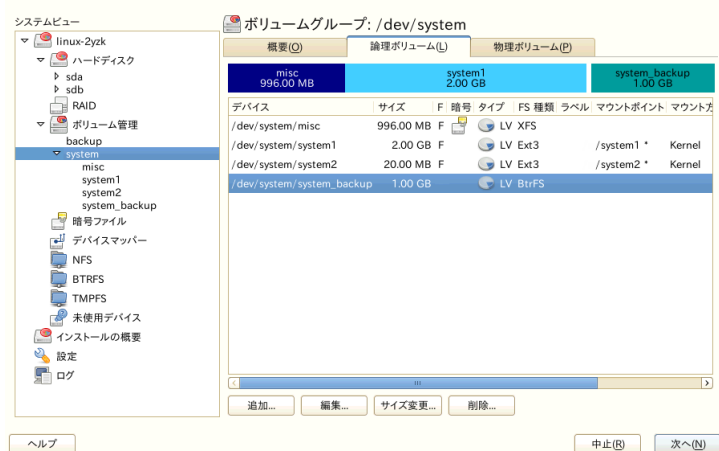 システムビュー
linux-2yzk
ハードディスク
sda
sdb
RAID
ボリューム管理
backup
system
misc
system1
system2
system_backup
暗号ファイル
デバイスマッパー
NFS
BTRFS
TMPFS
未使用デバイス
インストールの概要
設定
ログ
ボリュームグループ: /dev/system
概要(O) 論理ボリューム(L) 物理ボリューム(P)
misc system1 system_backup
996.00 MB 2.00 GB 1.00 GB
デバイス サイズ F 暗号 タイプ FS 種類 ラベル マウントポイント マウント方
/dev/system/misc 996.00 MB F LV XFS
/dev/system/system1 2.00 GB F LV Ext3 /system1 * Kernel
/dev/system/system2 20.00 MB F LV Ext3 /system2 * Kernel
/dev/system/system_backup 1.00 GB LV BtrFS
追加... 編集... サイズ変更... 削除...
ヘルプ 中止(R) 次へ(N)